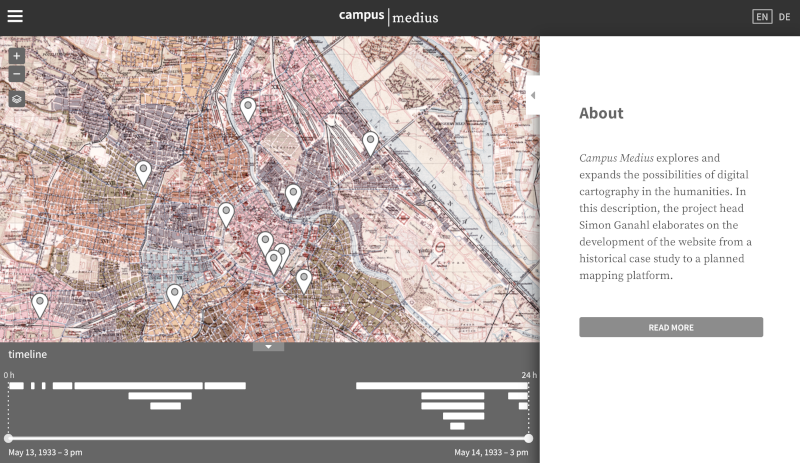 campus | medius
EN DE
+
−
DONAU
About
Campus Medius explores and
expands the possibilities of digital
cartography in the humanities. In
this description, the project head
Simon Ganahl elaborates on the
development of the website from a
historical case study to a planned
mapping platform.
READ MORE
timeline
0 h
24 h
May 13, 1933 – 3 pm
May 14, 1933 – 3 pm